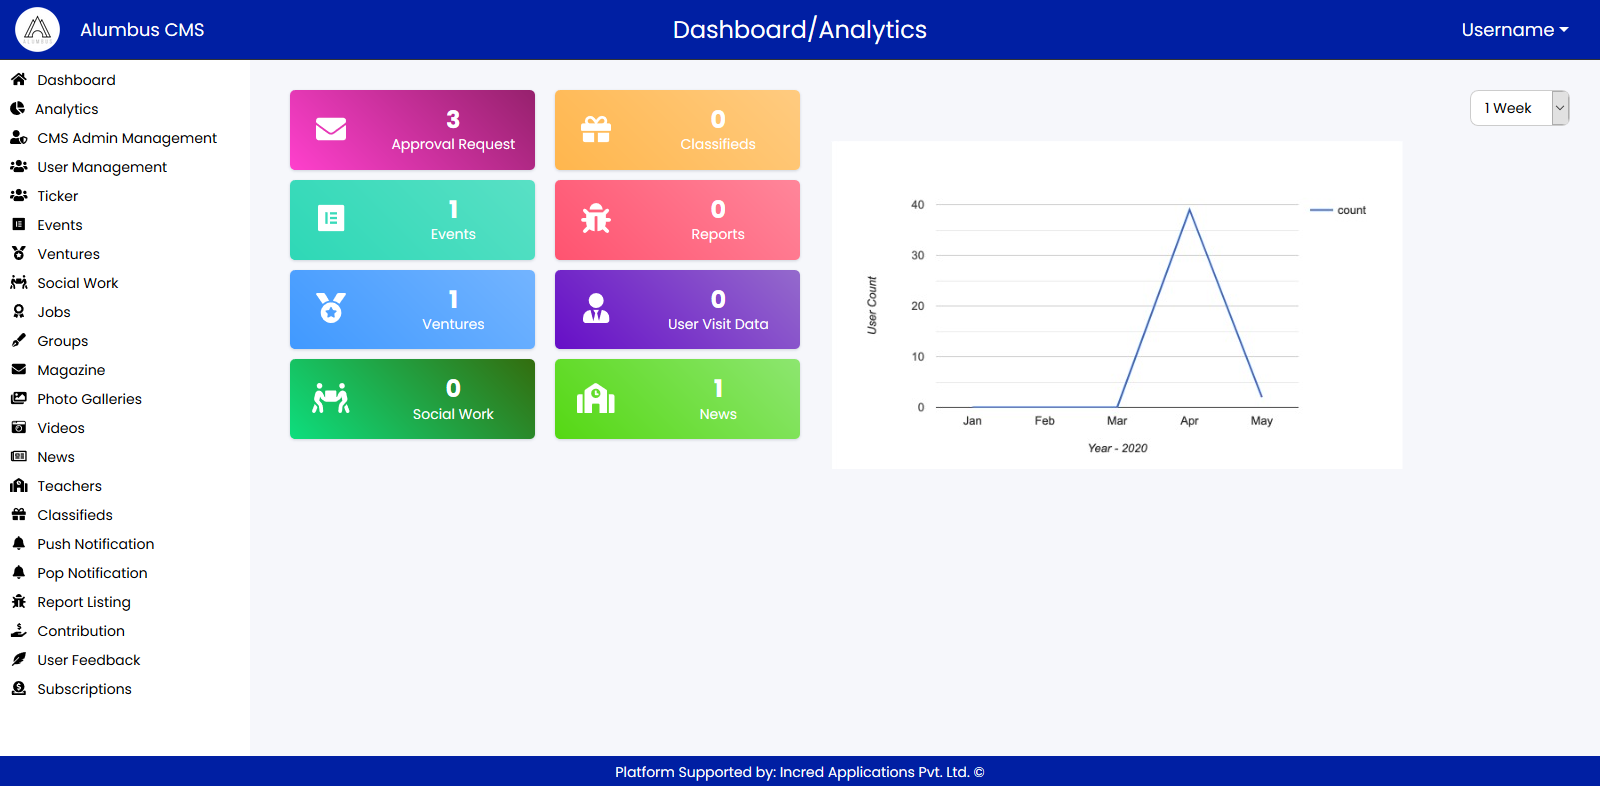 ALUMBUS
Alumbus CMS
Dashboard/Analytics
Username
Dashboard
Analytics
CMS Admin Management
User Management
Ticker
Events
Ventures
Social Work
Jobs
Groups
Magazine
Photo Galleries
Videos
News
Teachers
Classifieds
Push Notification
Pop Notification
Report Listing
Contribution
User Feedback
Subscriptions
3
Approval Request
0
Classifieds
1
Events
0
Reports
1
Ventures
0
User Visit Data
0
Social Work
1
News
1 Week
count
User Count
40
30
20
10
0
Jan Feb Mar Apr May
Year - 2020
Platform Supported by: Incred Applications Pvt. Ltd. ©